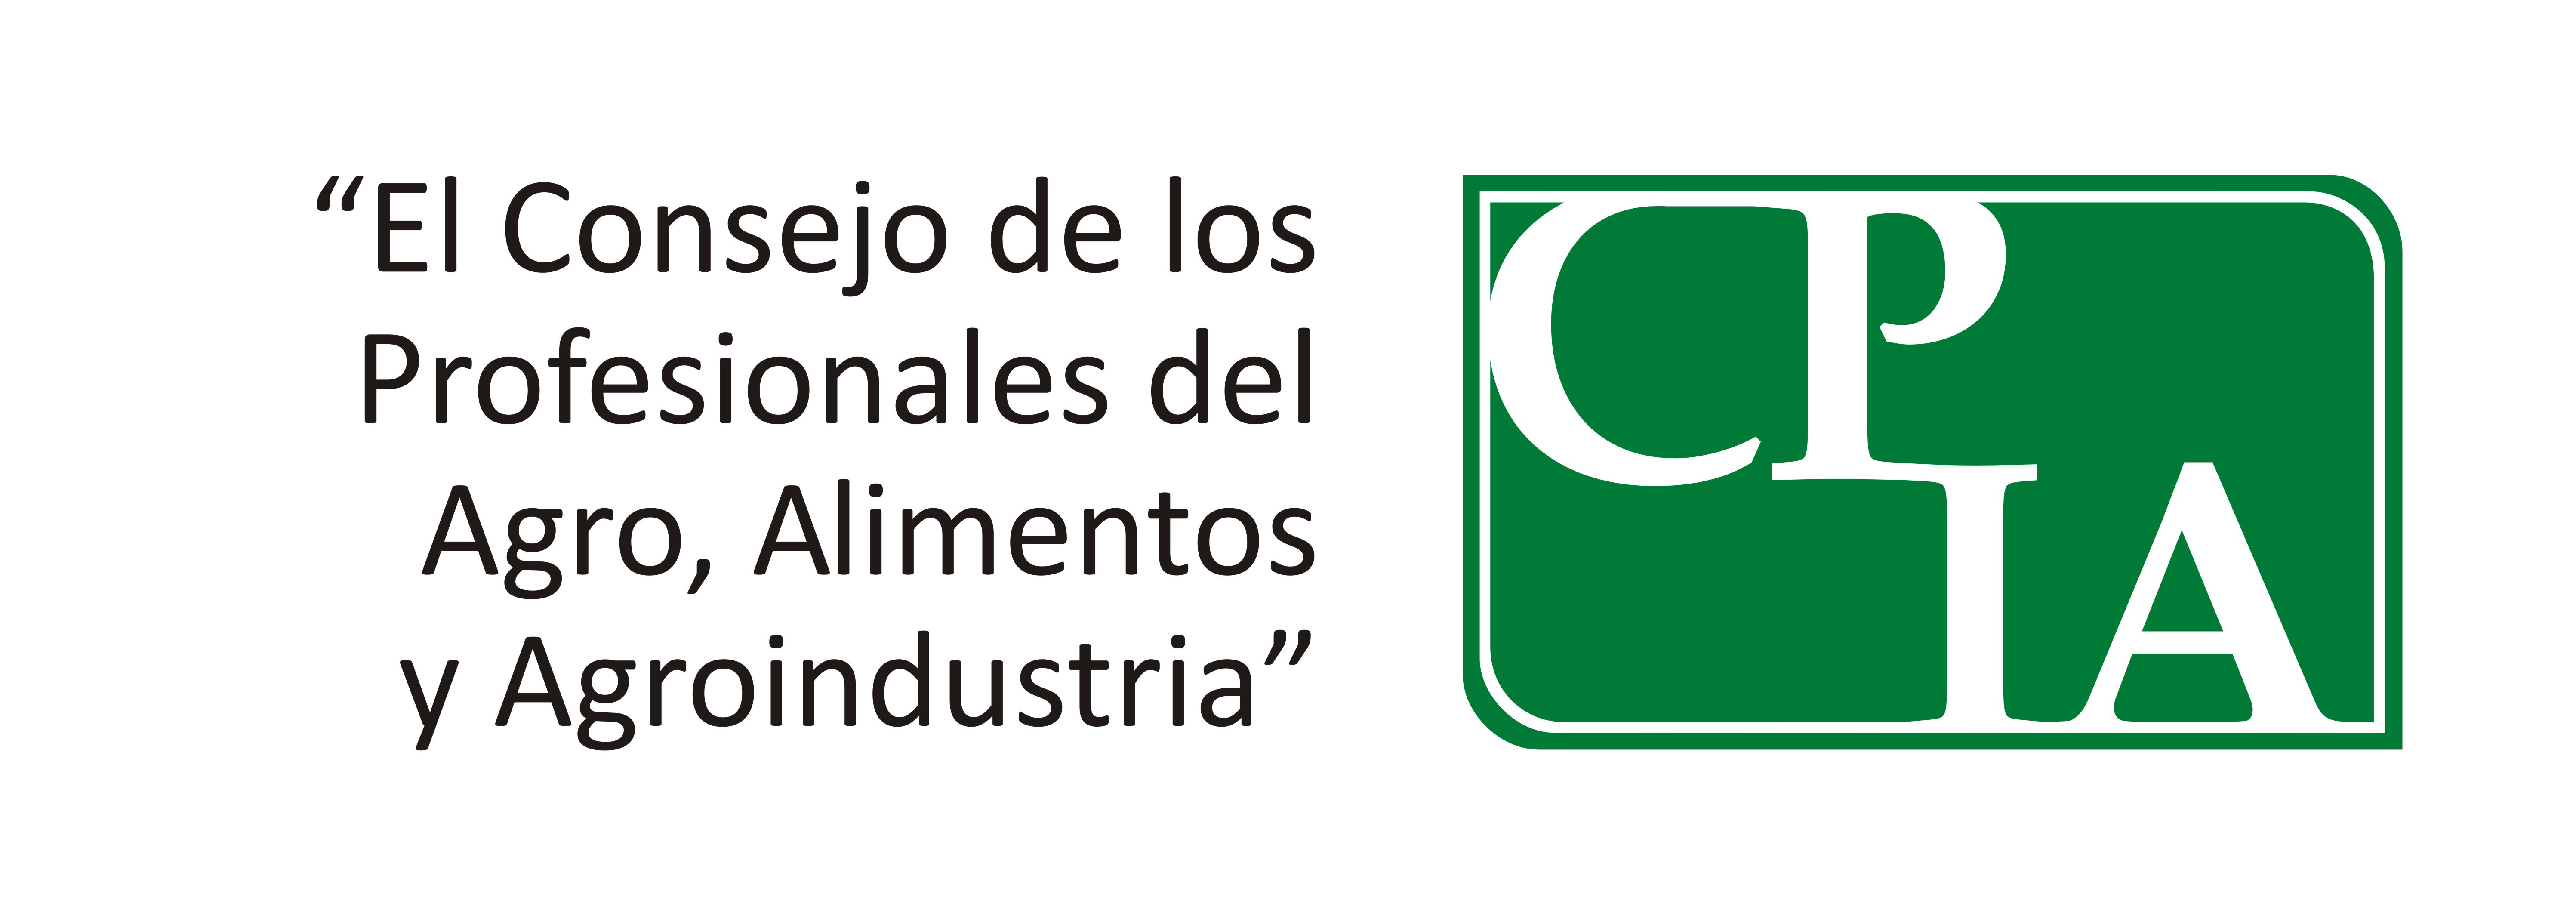 “El Consejo de los
Profesionales del
Agro, Alimentos
y Agroindustria”
CPIA